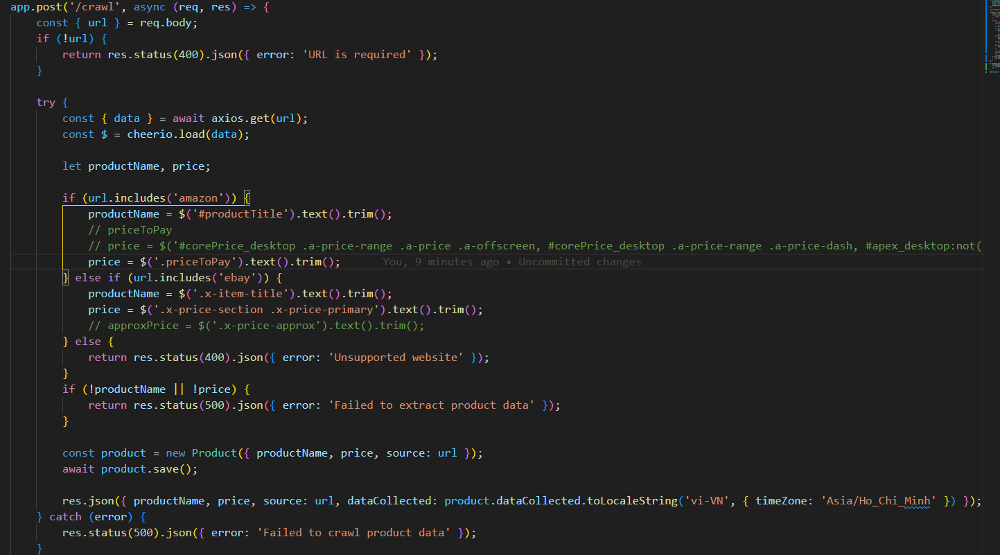 app.post('/crawl', async (req, res) => {
const { url } = req.body;
if (!url) {
return res.status(400).json({ error: 'URL is required' });
}
try {
const { data } = await axios.get(url);
const $ = cheerio.load(data);
let productName, price;
if (url.includes('amazon')) {
productName = $('#productTitle').text().trim();
// priceToPay
// price = $('#corePrice_desktop .a-price-range .a-price .a-offscreen, #corePrice_desktop .a-price-range .a-price-dash, #apex_desktop:not(
price = $('.priceToPay').text().trim(); You, 9 minutes ago • Uncommitted changes
} else if (url.includes('ebay')) {
productName = $('.x-item-title').text().trim();
price = $('.x-price-section .x-price-primary').text().trim();
// approxPrice = $('.x-price-approx').text().trim();
} else {
return res.status(400).json({ error: 'Unsupported website' });
}
if (!productName || !price) {
return res.status(500).json({ error: 'Failed to extract product data' });
}
const product = new Product({ productName, price, source: url });
await product.save();
res.json({ productName, price, source: url, dataCollected: product.dataCollected.toLocaleString('vi-VN', { timeZone: 'Asia/Ho_Chi_Minh' }) });
} catch (error) {
res.status(500).json({ error: 'Failed to crawl product data' });
}